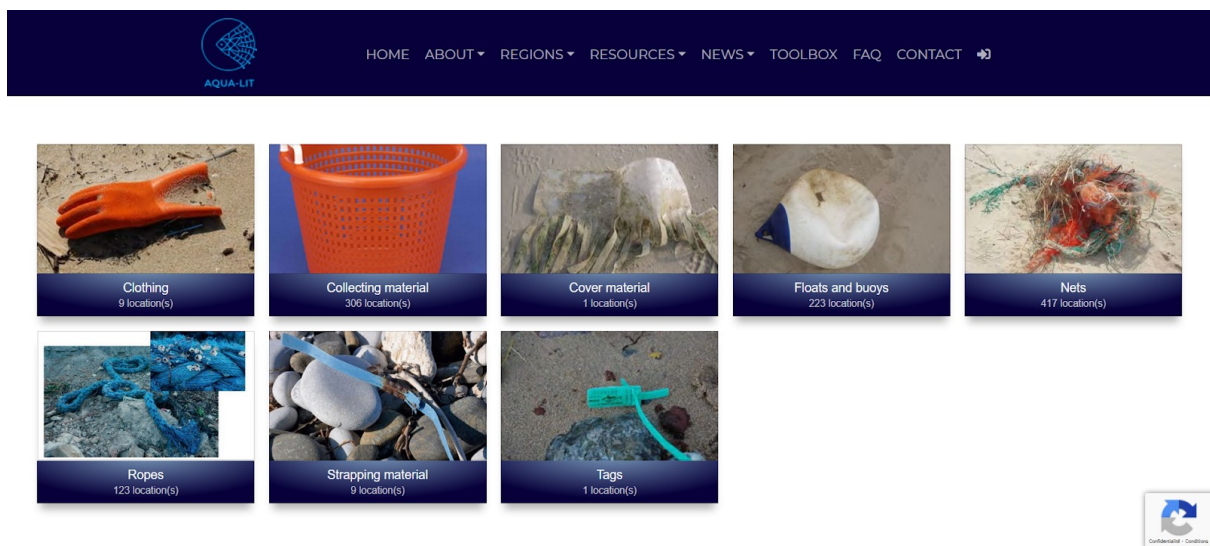 AQUA-LIT
HOME ABOUT REGIONS RESOURCES NEWS TOOLBOX FAQ CONTACT
Clothing
9 location(s)
Collecting material
306 location(s)
Cover material
1 location(s)
Floats and buoys
223 location(s)
Nets
417 location(s)
Ropes
123 location(s)
Strapping material
9 location(s)
Tags
1 location(s)
Confidentialité - Conditions